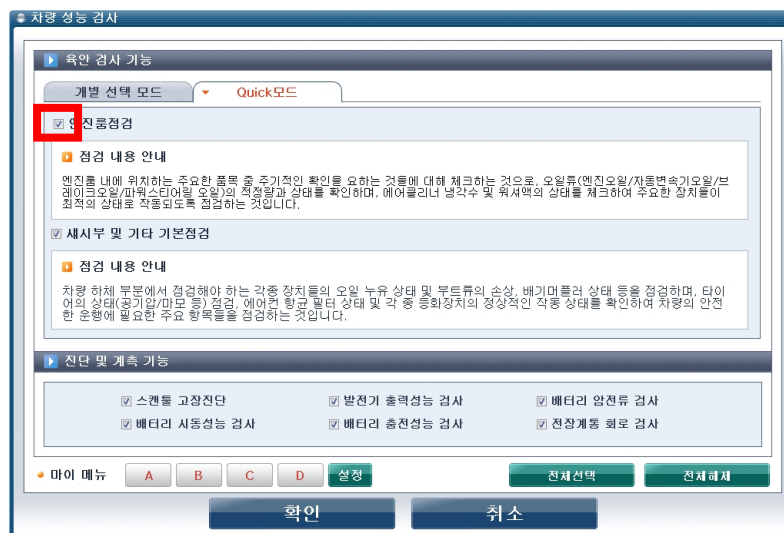 차량 성능 검사
육안 검사 기능
개별 선택 모드
Quick모드
엔진룸점검
점검 내용 안내
엔진룸 내에 위치하는 주요한 품목 중 주기적인 확인을 요하는 것들에 대해 체크하는 것으로, 오일류(엔진오일/자동변속기오일/브
레이크오일/파워스티어링 오일)의 적정량과 상태를 확인하며, 에어클리너 냉각수 및 워셔액의 상태를 체크하여 주요한 장치들이
최적의 상태로 작동되도록 점검하는 것입니다.
섀시부 및 기타 기본점검
점검 내용 안내
차량 하체 부분에서 점검해야 하는 각종 장치들의 오일 누유 상태 및 부트류의 손상, 배기머플러 상태 등을 점검하며, 타이
어의 상태(공기압/마모 등) 점검, 에어컨 항균 필터 상태 및 각 종 등화장치의 정상적인 작동 상태를 확인하여 차량의 안전
한 운행에 필요한 주요 항목들을 점검하는 것입니다.
진단 및 계측 기능
스캔툴 고장진단
발전기 출력성능 검사
배터리 암전류 검사
배터리 시동성능 검사
배터리 충전성능 검사
전장계통 회로 검사
마이 메뉴
A
B
C
D
설정
전체선택
전체해제
확인
취소